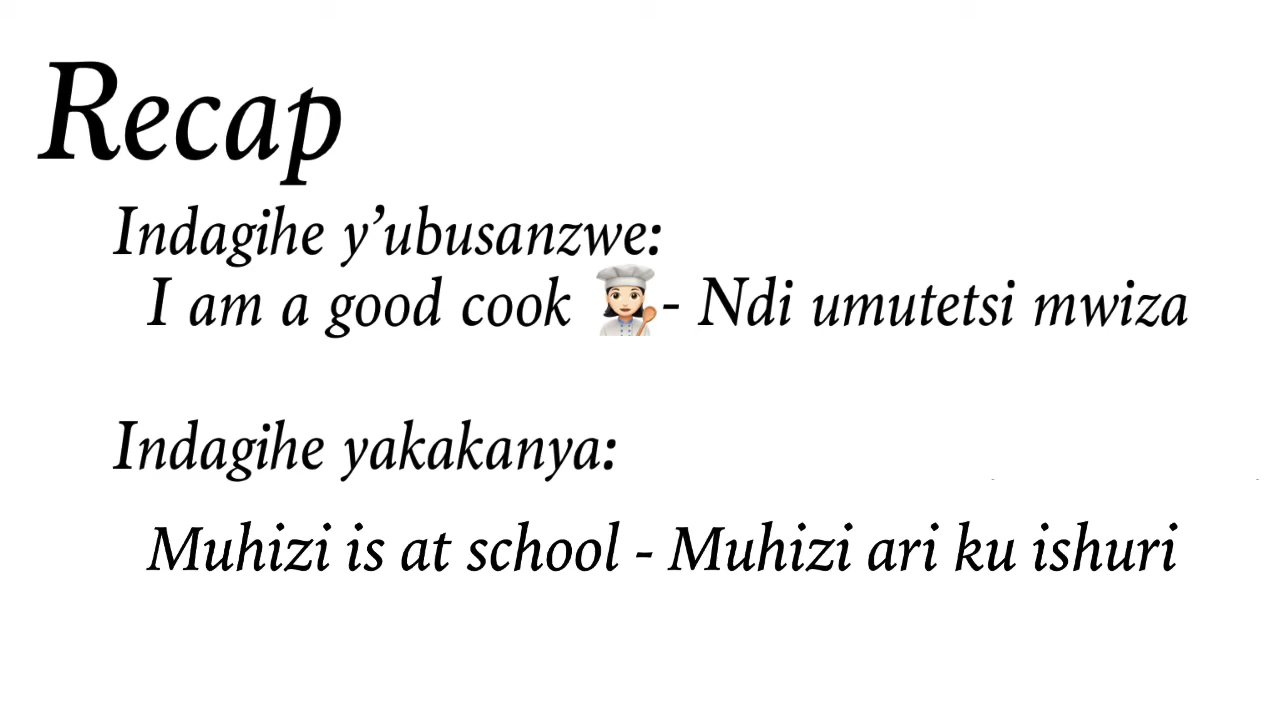 Recap
Indagihe y’ubusanzwe:
I am a good cook 👩🏻‍🍳- Ndi umutetsi mwiza
Indagihe yakakanya:
Muhizi is at school - Muhizi ari ku ishuri